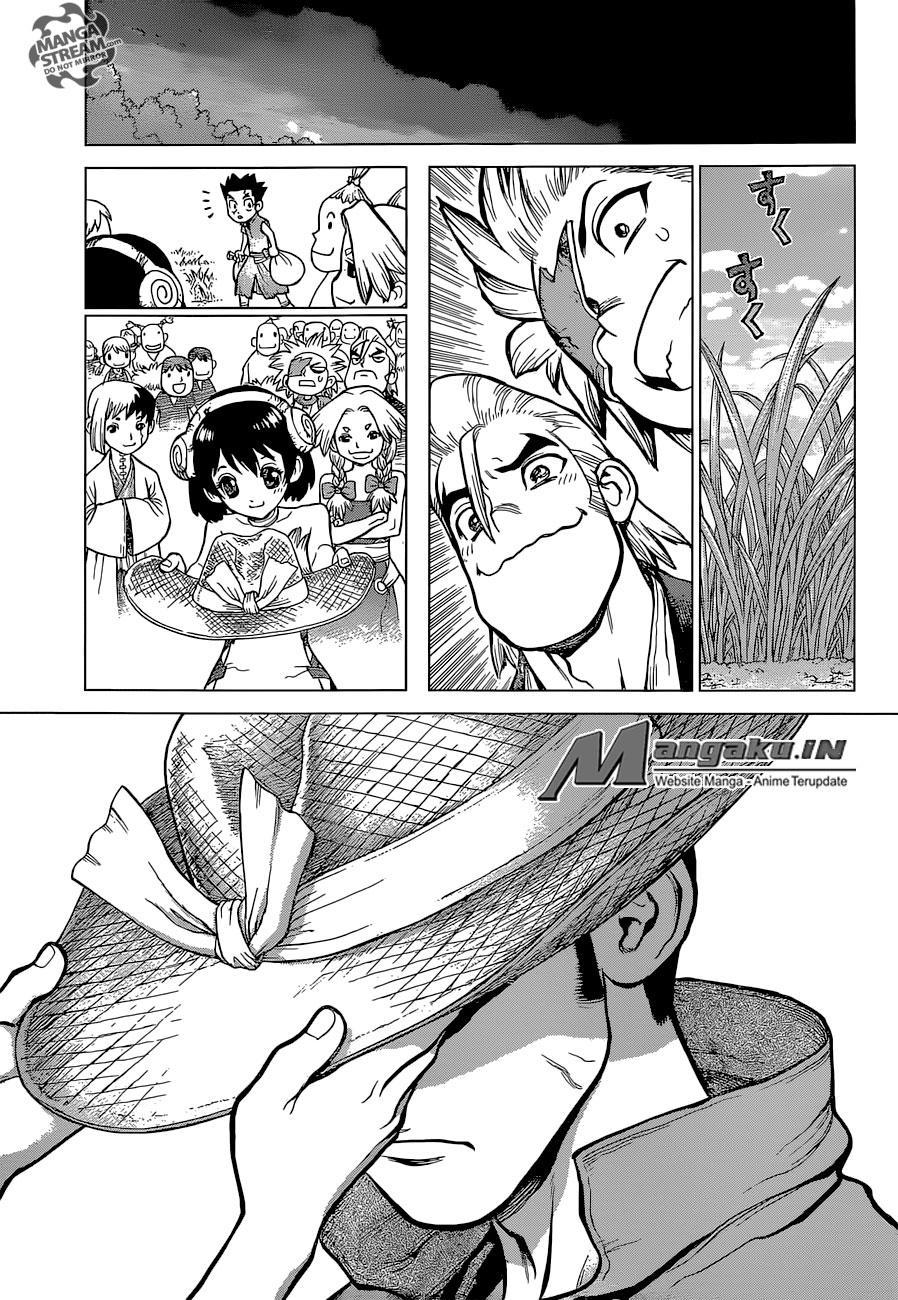 MANGA
STREAM.com
DO NOT MIRROR
すくすく
Mangaku.iN
Website Manga - Anime Terupdate